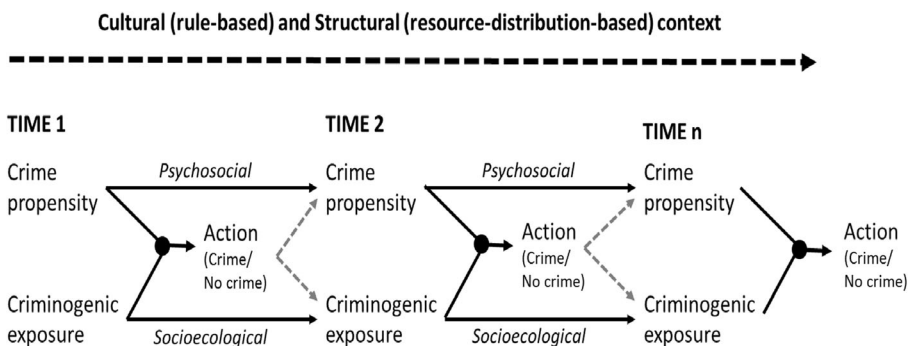 Cultural (rule-based) and Structural (resource-distribution-based) context
TIME 1
TIME 2
TIME n
Crime
propensity
Psychosocial
Crime
propensity
Psychosocial
Crime
propensity
Action
(Crime/
No crime)
Action
(Crime/
No crime)
Action
(Crime/
No crime)
Criminogenic
exposure
Socioecological
Criminogenic
exposure
Socioecological
Criminogenic
exposure